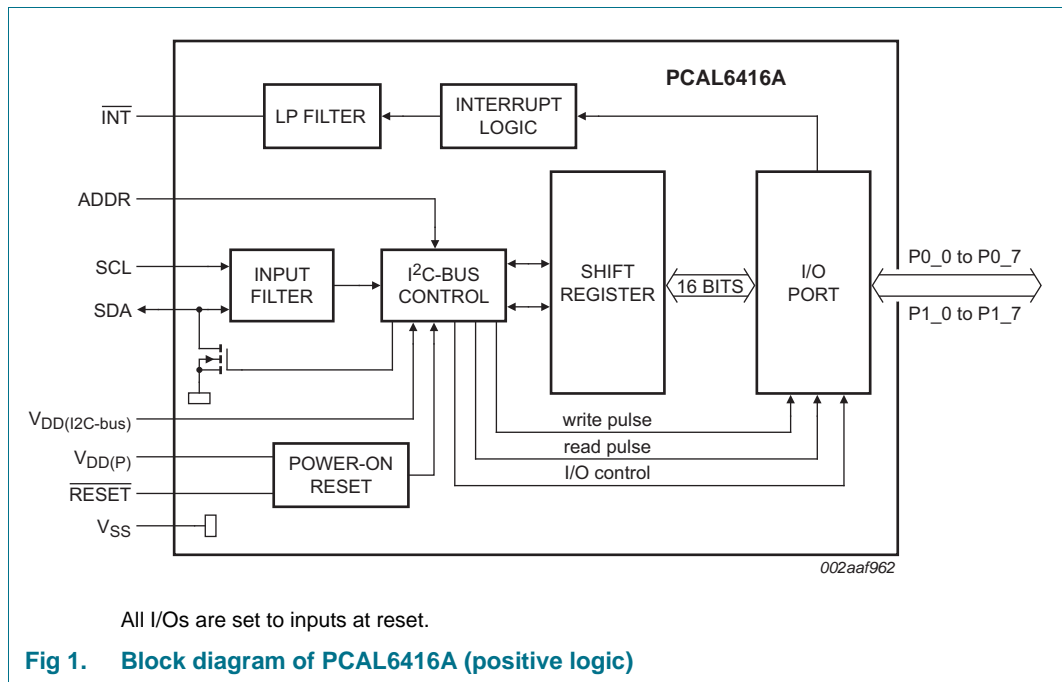 PCAL6416A
INT
LP FILTER
INTERRUPT
LOGIC
ADDR
SCL
SDA
INPUT
FILTER
I2C-BUS
CONTROL
SHIFT
REGISTER
16 BITS
I/O
PORT
P0_0 to P0_7
P1_0 to P1_7
VDD(I2C-bus)
VDD(P)
RESET
VSS
POWER-ON
RESET
write pulse
read pulse
I/O control
002aaf962
All I/Os are set to inputs at reset.
Fig 1. Block diagram of PCAL6416A (positive logic)